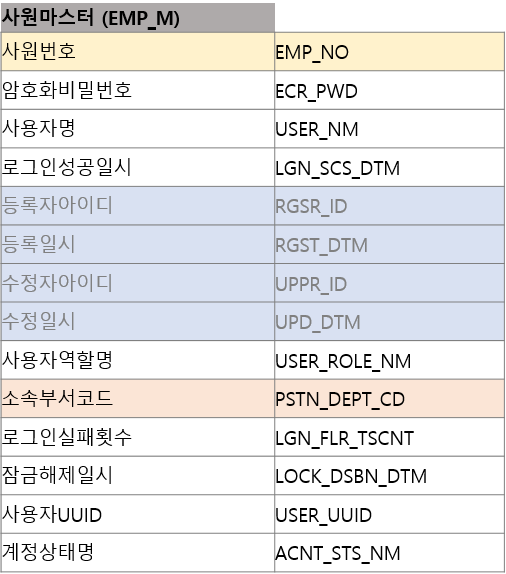 사원마스터 (EMP_M)
사원번호 EMP_NO
암호화비밀번호 ECR_PWD
사용자명 USER_NM
로그인성공일시 LGN_SCS_DTM
등록자아이디 RGSR_ID
등록일시 RGST_DTM
수정자아이디 UPPR_ID
수정일시 UPD_DTM
사용자역할명 USER_ROLE_NM
소속부서코드 PSTN_DEPT_CD
로그인실패횟수 LGN_FLR_TSCNT
잠금해제일시 LOCK_DSBN_DTM
사용자UUID USER_UUID
계정상태명 ACNT_STS_NM